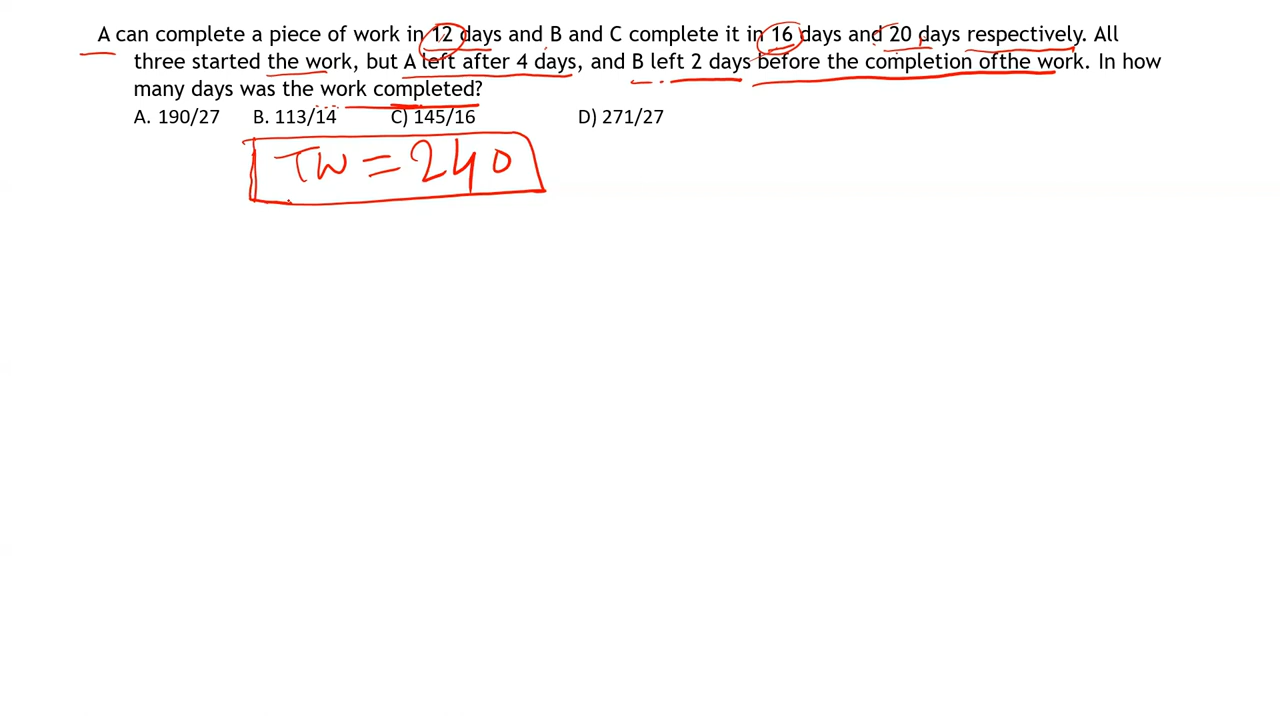 A can complete a piece of work in 12 days and B and C complete it in 16 days and 20 days respectively. All
three started the work, but A left after 4 days, and B left 2 days before the completion ofthe work. In how
many days was the work completed?
A. 190/27 B. 113/14 C) 145/16 D) 271/27
TW = 240